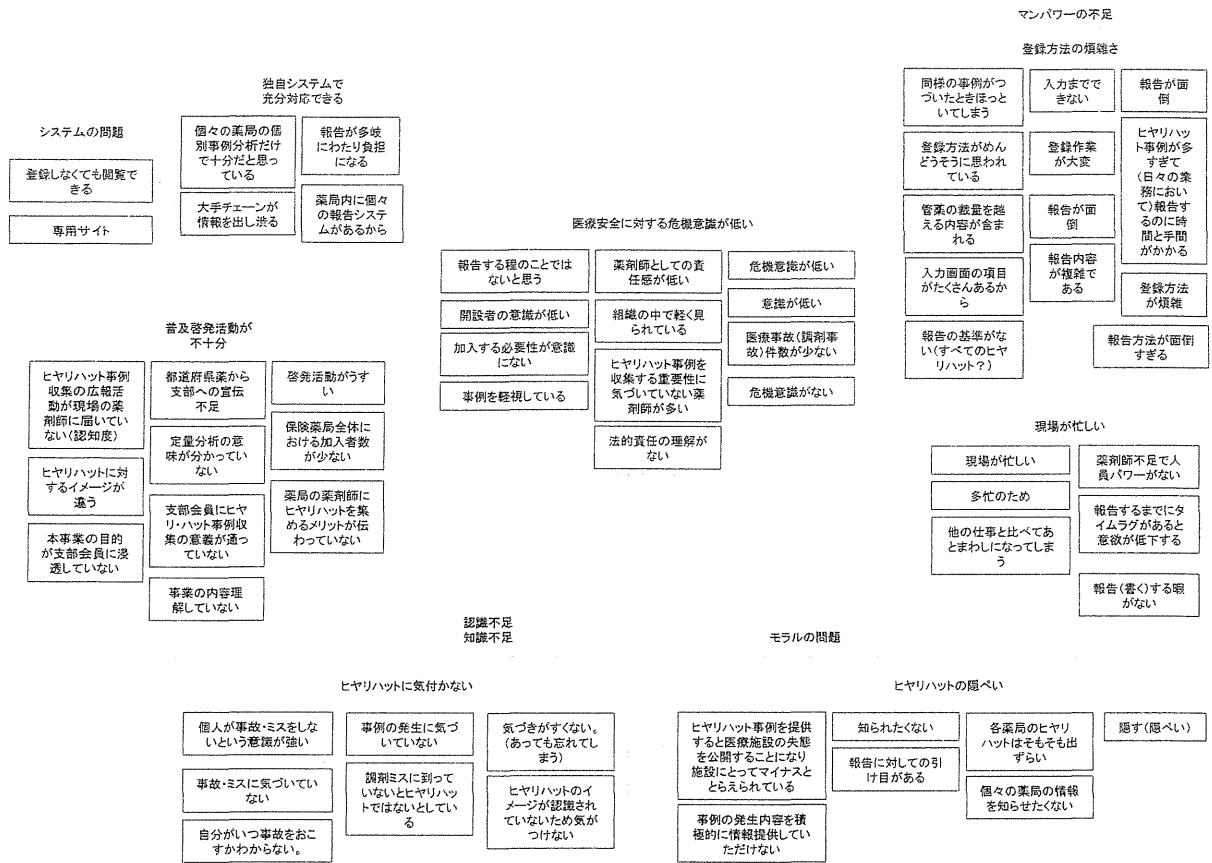 マンパワーの不足
登録方法の煩雑さ
同様の事例がつ
づいたときほっと
いてしまう
入力までで
きない
報告が面
倒
登録方法がめん
どうそうに思われ
ている
登録作業
が大変
ヒヤリハッ
ト事例が多
すぎて
(日々の業
務におい
て)報告す
るのに時
間と手間
がかかる
管薬の裁量を越
える内容が含ま
れる
報告が面
倒
入力画面の項目
がたくさんあるか
ら
報告内容
が複雑で
ある
登録方法
が煩雑
報告の基準がな
い(すべてのヒヤ
リハット?)
報告方法が面倒
すぎる
独自システムで
充分対応できる
個々の薬局の個
別事例分析だけ
で十分だと思っ
ている
報告が多岐
にわたり負担
になる
大手チェーンが
情報を出し渋る
薬局内に個々
の報告システ
ムがあるから
システムの問題
登録しなくても閲覧で
きる
専用サイト
医療安全に対する危機意識が低い
報告する程のことでは
ないと思う
薬剤師としての責
任感が低い
危機意識が低い
開設者の意識が低い
組織の中で軽く見
られている
意識が低い
加入する必要性が意識
にない
ヒヤリハット事例を
収集する重要性に
気づいていない薬
剤師が多い
医療事故(調剤事
故)件数が少ない
事例を軽視している
危機意識がない
法的責任の理解が
ない
普及啓発活動が
不十分
ヒヤリハット事例
収集の広報活
動が現場の薬
剤師に届いてい
ない(認知度)
都道府県薬から
支部への宣伝
不足
啓発活動がうす
い
定量分析の意
味が分かってい
ない
保険薬局全体に
おける加入者数
が少ない
ヒヤリハットに対
するイメージが
違う
支部会員にヒヤ
リ・ハット事例収
集の意義が通っ
ていない
薬局の薬剤師に
ヒヤリハットを集
めるメリットが伝
わっていない
本事業の目的
が支部会員に浸
透していない
事業の内容理
解していない
現場が忙しい
現場が忙しい
薬剤師不足で人
員パワーがない
多忙のため
報告するまでにタ
イムラグがあると
意欲が低下する
他の仕事と比べてあ
とまわしになってしま
う
報告(書く)する暇
がない
認識不足
知識不足
ヒヤリハットに気付かない
個人が事故・ミスをしな
いという意識が強い
事例の発生に気づ
いていない
気づきがすくない。
(あっても忘れてし
まう)
事故・ミスに気づいてい
ない
調剤ミスに到って
いないとヒヤリハッ
トではないとしてい
る
ヒヤリハットのイ
メージが認識され
ていないため気が
つけない
自分がいつ事故をおこ
すかわからない。
モラルの問題
ヒヤリハットの隠ぺい
ヒヤリハット事例を提供
すると医療施設の失態
を公開することになり
施設にとってマイナスと
とらえられている
知られたくない
各薬局のヒヤリ
ハットはそもそも出
ずらい
隠す(隠ぺい)
報告に対しての引
け目がある
個々の薬局の情報
を知らせたくない
事例の発生内容を積
極的に情報提供してい
ただけない